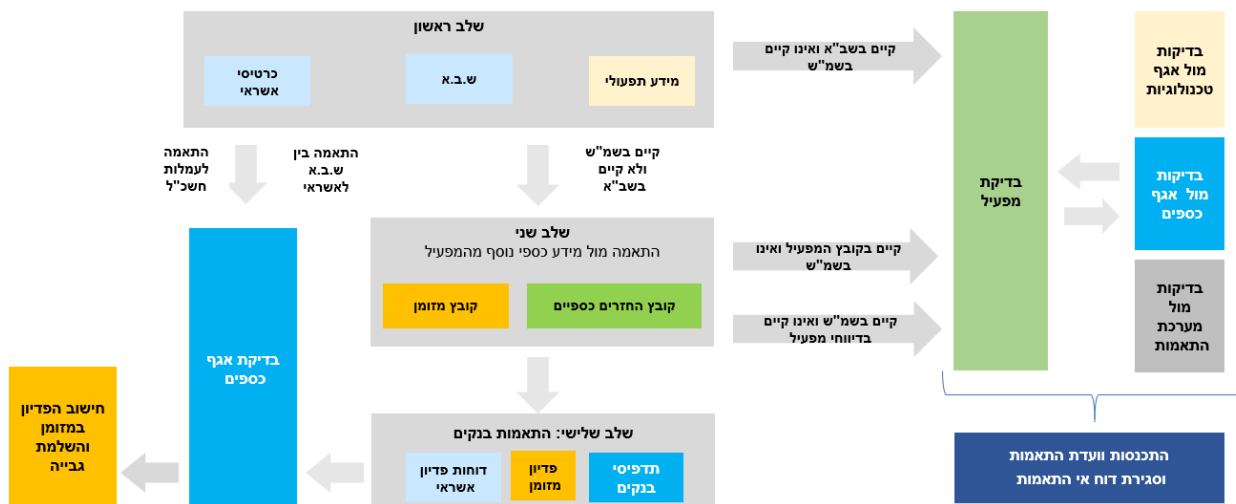 שלב ראשון
מידע תפעולי
ש.ב.א
כרטיסי
אשראי
קיים בשב"א ואינו קיים
בשמ"ש
בדיקת
מפעיל
בדיקות
מול אגף
טכנולוגיות
בדיקות
מול אגף
כספים
בדיקות
מול
מערכת
התאמות
קיים בשמ"ש
ולא קיים
בשב"א
התאמה בין
ש.ב.א
לאשראי
התאמה
לעמלות
חשכ"ל
שלב שני
התאמה מול מידע כספי נוסף מהמפעיל
קובץ החזרים כספיים
קובץ מזומן
קיים בקובץ המפעיל ואינו
בשמ"ש
קיים בשמ"ש ואינו קיים
בדיווחי מפעיל
בדיקת אגף
כספים
שלב שלישי: התאמות בנקים
תדפיסי
בנקים
פדיון
מזומן
דוחות פדיון
אשראי
חישוב הפדיון
במזומן
והשלמת
גבייה
התכנסות וועדת התאמות
וסגירת דוח אי התאמות